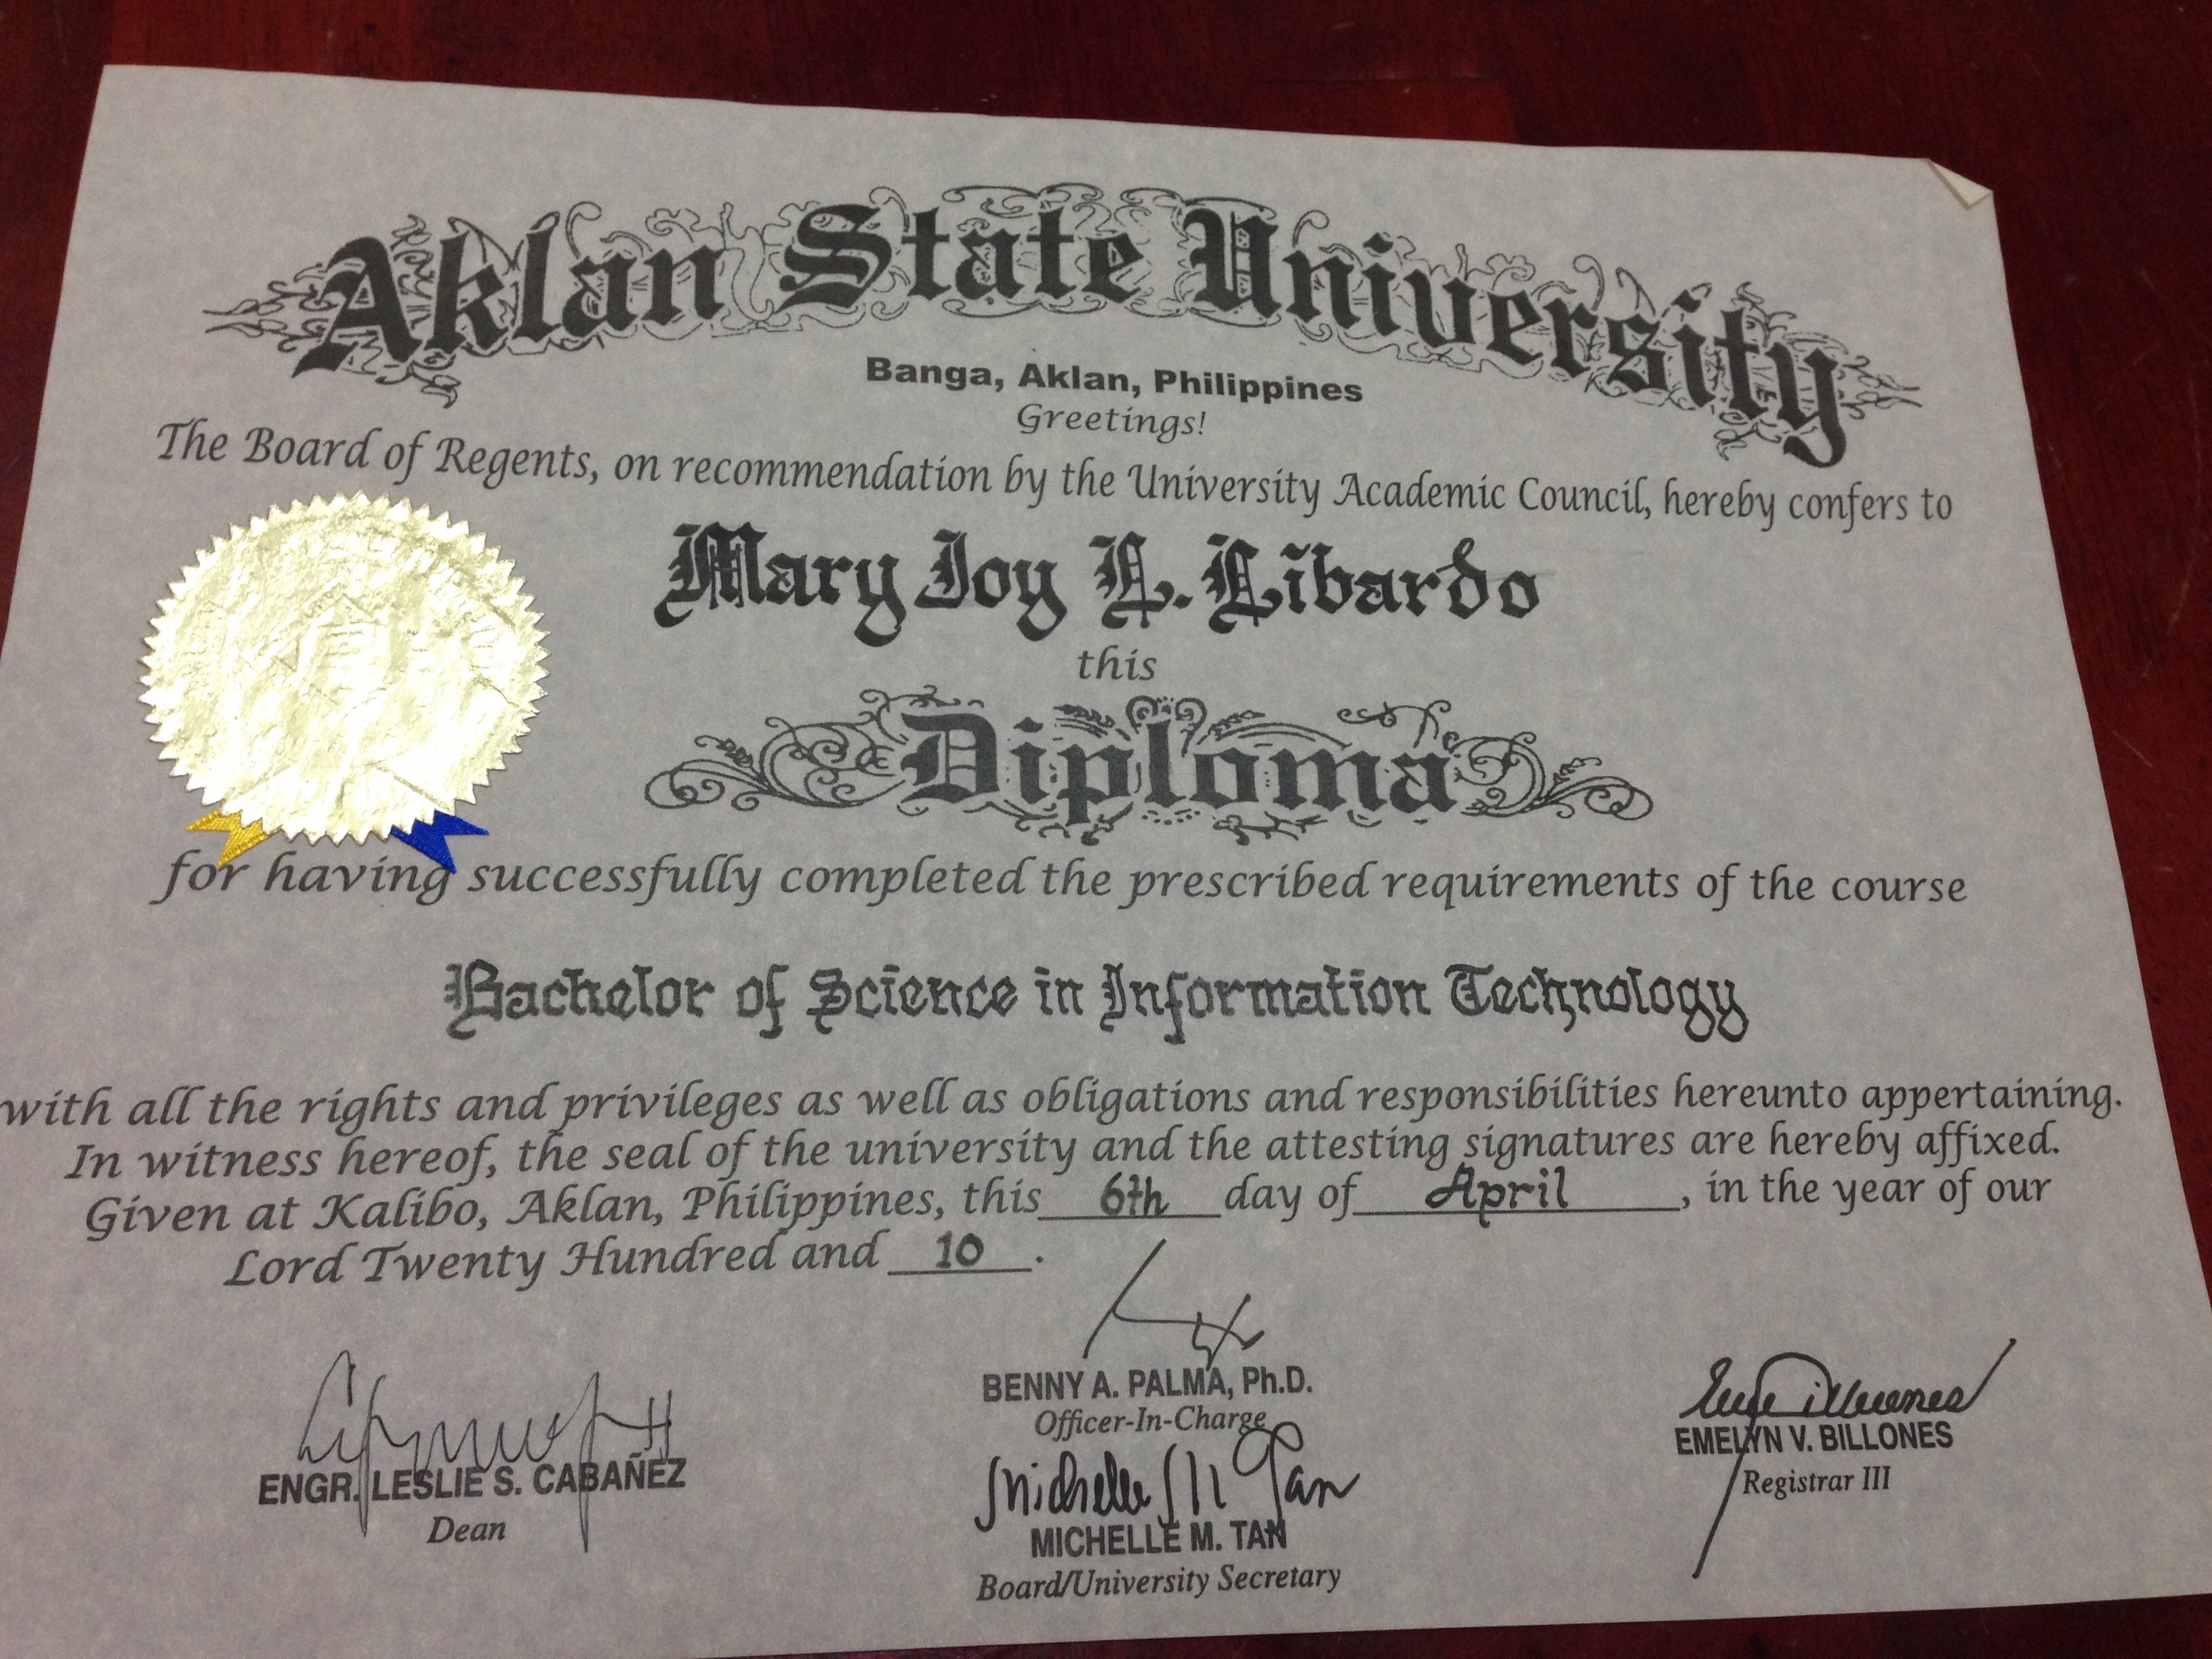 Aklan State University
Banga, Aklan, Philippines
Greetings!
The Board of Regents, on recommendation by the University Academic Council, hereby confers to
Mary Joy L. Libardo
this
Diploma
for having successfully completed the prescribed requirements of the course
Bachelor of Science in Information Technology
with all the rights and privileges as well as obligations and responsibilities hereunto appertaining.
In witness hereof, the seal of the university and the attesting signatures are hereby affixed.
Given at Kalibo, Aklan, Philippines, this 6th day of April, in the year of our
Lord Twenty Hundred and 10.
BENNY A. PALMA, Ph.D.
Officer-In-Charge
ENGR. LESLIE S. CABAÑEZ
Dean
Michelle M Tan
MICHELLE M. TAN
Board/University Secretary
EMELYN V. BILLONES
Registrar III